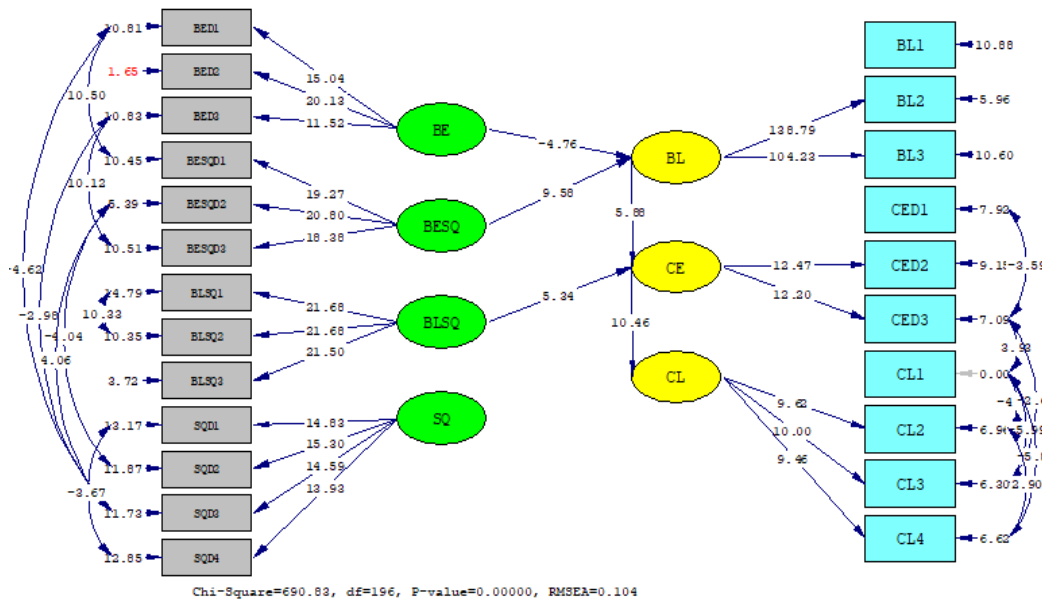 10.81 BED1
1.65 BED2
10.83 BED3
10.45 BESQD1
BESQD2
10.51 BESQD3
14.79 BLSQ1
10.35 BLSQ2
3.72 BLSQ3
13.17 SQD1
11.87 SQD2
11.73 SQD3
12.85 SQD4
10.50
10.12
10.33
-2.98
-4.04
4.06
-3.67
15.04
20.13
11.52
19.27
20.80
18.38
21.68
21.68
21.50
14.83
15.30
14.59
13.93
BE
BESQ
BLSQ
SQ
-4.76
9.58
5.34
BL
5.88
CE
10.46
CL
138.79
104.23
12.47
12.20
9.62
10.00
9.46
BL1 10.88
BL2 5.96
BL3 10.60
CED1 7.92
CED2
CED3 7.09
CL1 0.00
CL2
CL3 6.30
CL4 6.62
-3.59
3.93
2.90
Chi-Square=690.83, df=196, P-value=0.00000, RMSEA=0.104